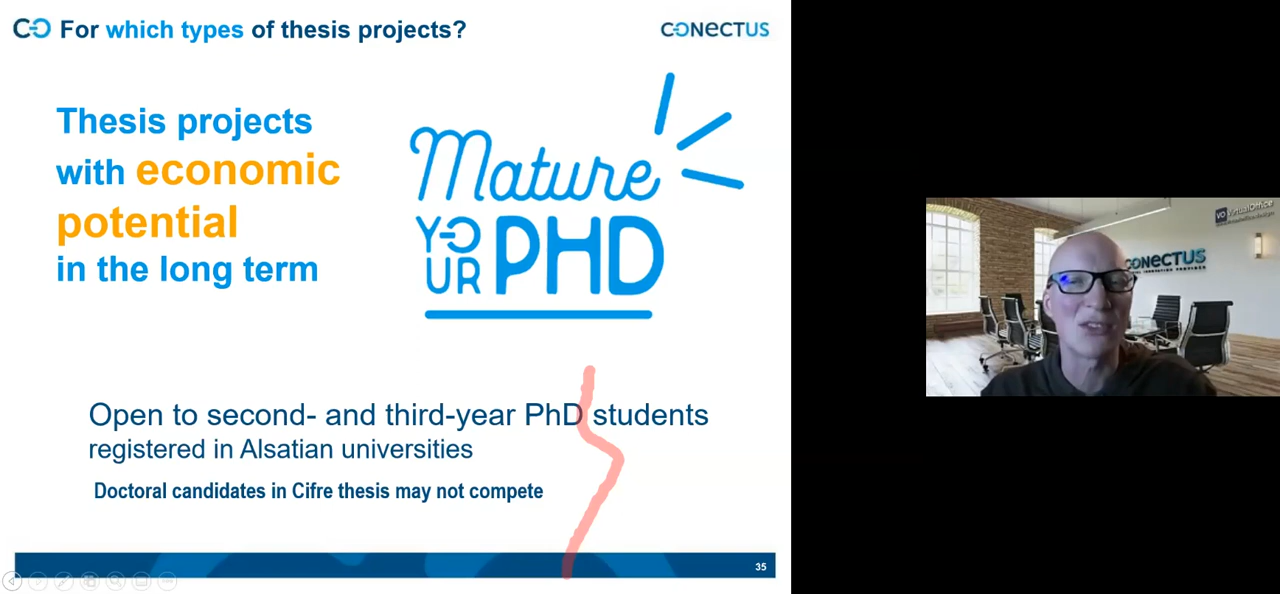 For which types of thesis projects?
CONECTUS
Thesis projects
with economic
potential
in the long term
Mature
YOUR PHD
Open to second- and third-year PhD students
registered in Alsatian universities
Doctoral candidates in Cifre thesis may not compete
35
VO VirtualOffice
CONECTUS